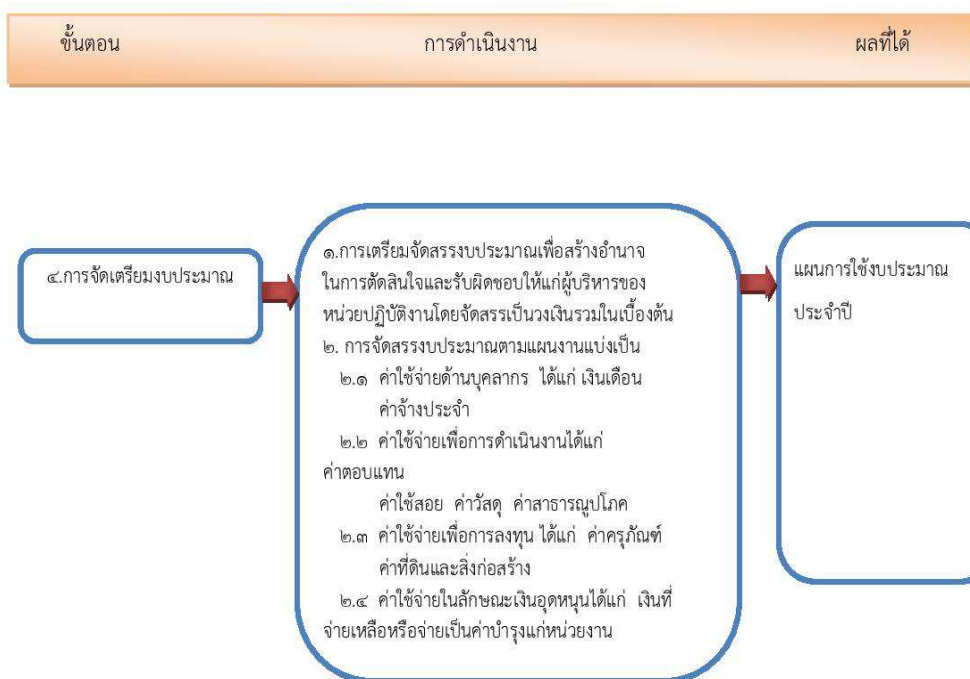 ขั้นตอน การดำเนินงาน ผลที่ได้
๔.การจัดเตรียมงบประมาณ
๑.การเตรียมจัดสรรงบประมาณเพื่อสร้างอำนาจ
ในการตัดสินใจและรับผิดชอบให้แก่ผู้บริหารของ
หน่วยปฏิบัติงานโดยจัดสรรเป็นวงเงินรวมในเบื้องต้น
๒. การจัดสรรงบประมาณตามแผนงานแบ่งเป็น
๒.๑ ค่าใช้จ่ายด้านบุคลากร ได้แก่ เงินเดือน
ค่าจ้างประจำ
๒.๒ ค่าใช้จ่ายเพื่อการดำเนินงานได้แก่
ค่าตอบแทน
ค่าใช้สอย ค่าวัสดุ ค่าสาธารณูปโภค
๒.๓ ค่าใช้จ่ายเพื่อการลงทุน ได้แก่ ค่าครุภัณฑ์
ค่าที่ดินและสิ่งก่อสร้าง
๒.๔ ค่าใช้จ่ายในลักษณะเงินอุดหนุนได้แก่ เงินที่
จ่ายเหลือหรือจ่ายเป็นค่าบำรุงแก่หน่วยงาน
แผนการใช้งบประมาณ
ประจำปี